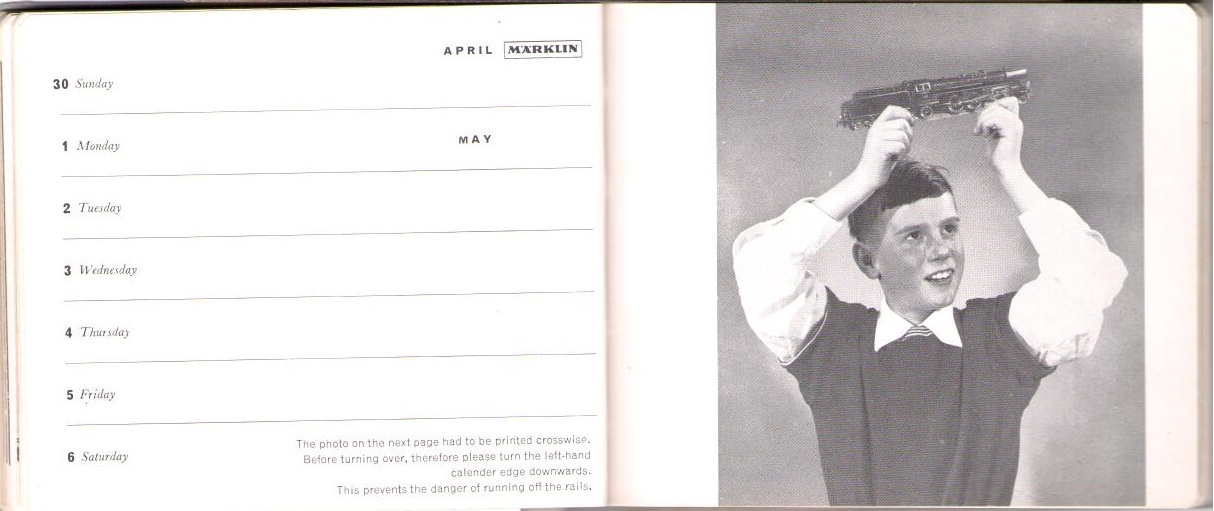 APRIL MÄRKLIN
30 Sunday
1 Monday MAY
2 Tuesday
3 Wednesday
4 Thursday
5 Friday
6 Saturday
The photo on the next page had to be printed crosswise.
Before turning over, therefore please turn the left-hand
calender edge downwards.
This prevents the danger of running off the rails.